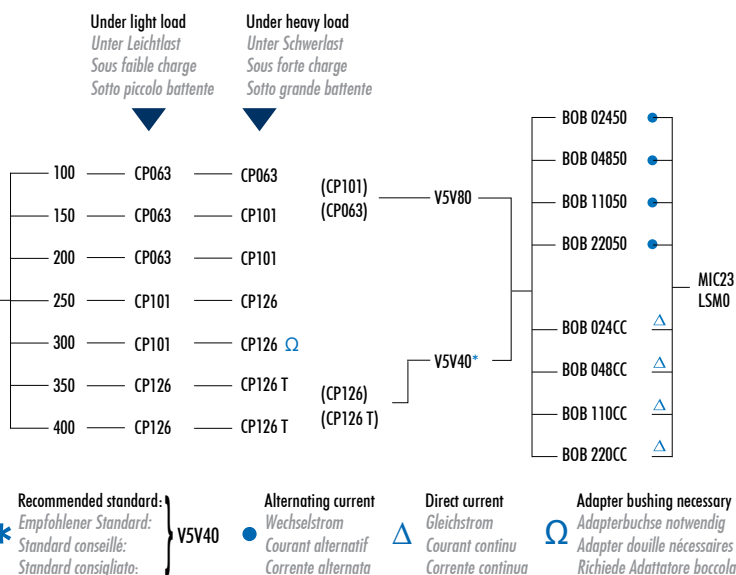 Under light load
Unter Leichtlast
Sous faible charge
Sotto piccolo battente
Under heavy load
Unter Schwerlast
Sous forte charge
Sotto grande battente
100 CP063 CP063
150 CP063 CP101
200 CP063 CP101
250 CP101 CP126
300 CP101 CP126 Ω
350 CP126 CP126 T
400 CP126 CP126 T
(CP101)
(CP063)
V5V80
(CP126)
(CP126 T)
V5V40*
BOB 02450
BOB 04850
BOB 11050
BOB 22050
BOB 024CC Δ
BOB 048CC Δ
BOB 110CC Δ
BOB 220CC Δ
MIC23
LSM0
* Recommended standard:
Empfohlener Standard:
Standard conseillé:
Standard consigliato:
} V5V40
Alternating current
Wechselstrom
Courant alternatif
Corrente alternata
Δ Direct current
Gleichstrom
Courant continu
Corrente continua
Ω Adapter bushing necessary
Adapterbuchse notwendig
Adapter douille nécessaires
Richiede Adattatore boccola